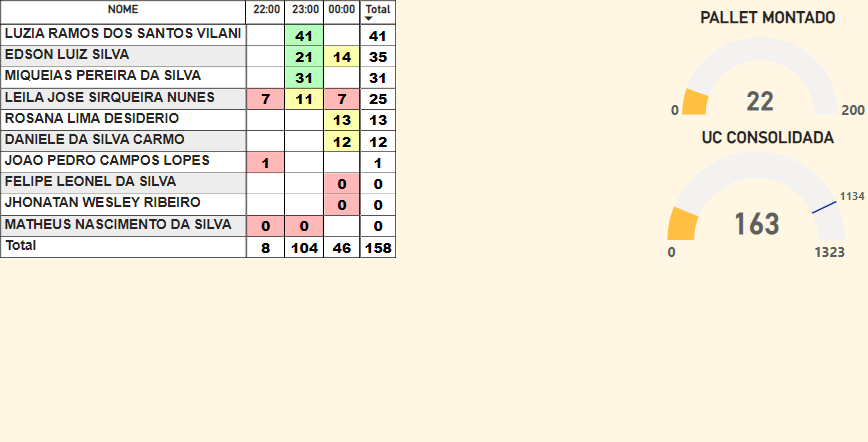 NOME 22:00 23:00 00:00 Total
LUZIA RAMOS DOS SANTOS VILANI 41 41
EDSON LUIZ SILVA 21 14 35
MIQUEIAS PEREIRA DA SILVA 31 31
LEILA JOSE SIRQUEIRA NUNES 7 11 7 25
ROSANA LIMA DESIDERIO 13 13
DANIELE DA SILVA CARMO 12 12
JOAO PEDRO CAMPOS LOPES 1 1
FELIPE LEONEL DA SILVA 0 0
JHONATAN WESLEY RIBEIRO 0 0
MATHEUS NASCIMENTO DA SILVA 0 0 0
Total 8 104 46 158
PALLET MONTADO
22
0 200
UC CONSOLIDADA
1134
163
0 1323